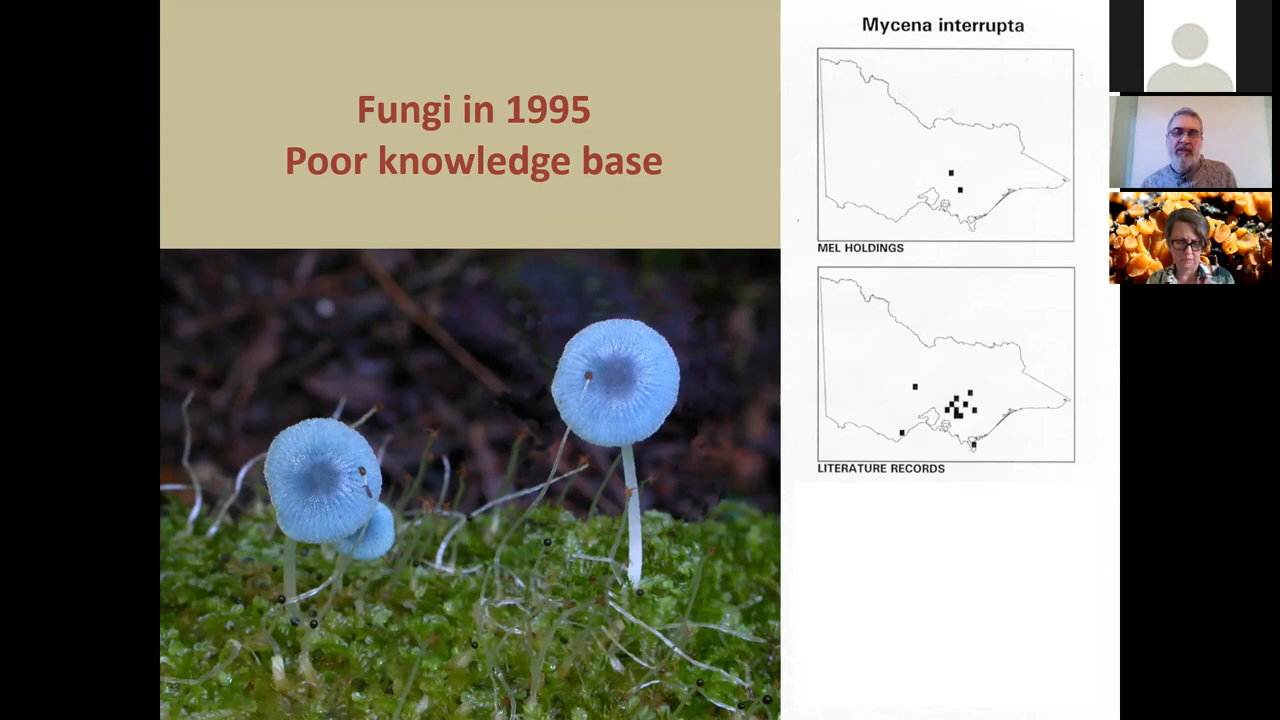 Fungi in 1995
Poor knowledge base
Mycena interrupta
MEL HOLDINGS
LITERATURE RECORDS